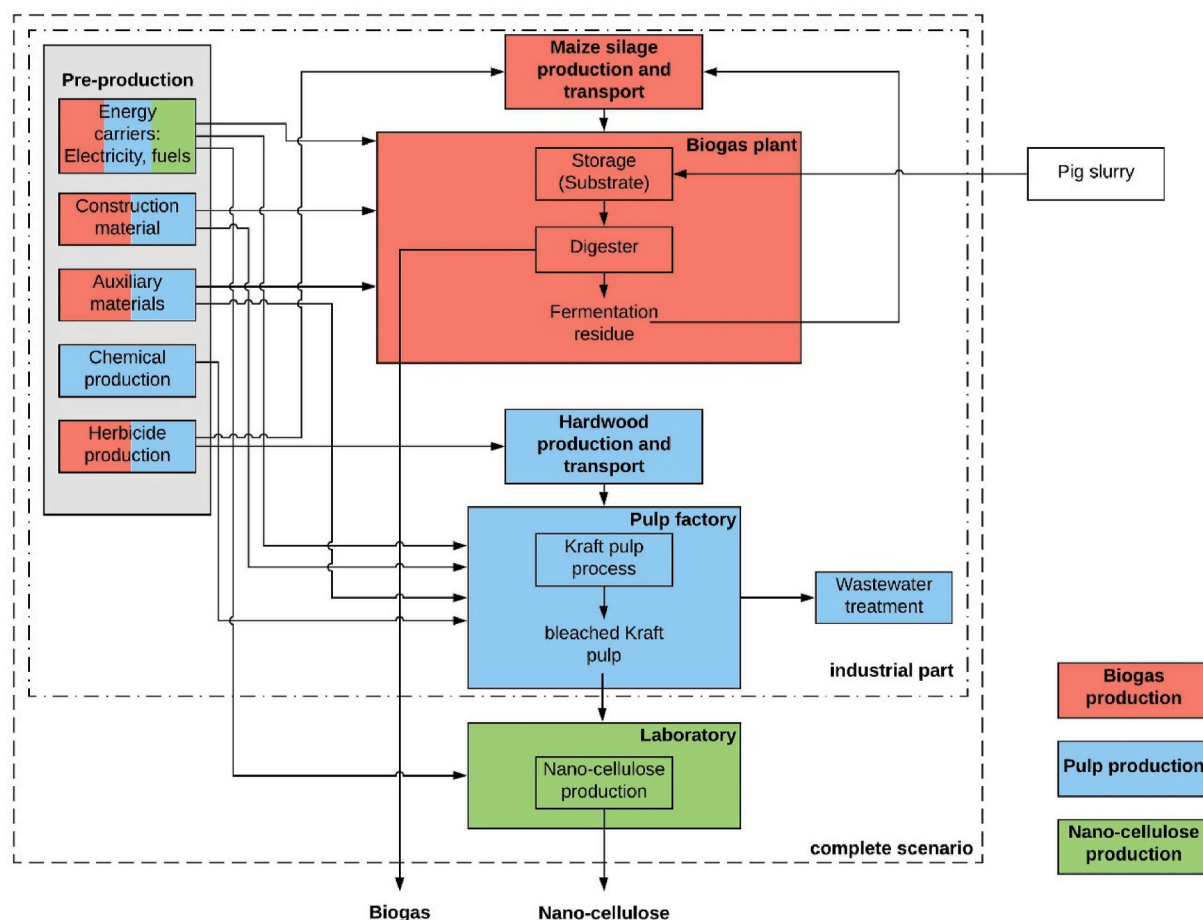 Pre-production
Energy
carriers:
Electricity, fuels
Construction
material
Auxiliary
materials
Chemical
production
Herbicide
production
Maize silage
production and
transport
Biogas plant
Storage
(Substrate)
Digester
Fermentation
residue
Pig slurry
Hardwood
production and
transport
Pulp factory
Kraft pulp
process
bleached Kraft
pulp
Wastewater
treatment
industrial part
Laboratory
Nano-cellulose
production
complete scenario
Biogas
Nano-cellulose
Biogas
production
Pulp production
Nano-cellulose
production